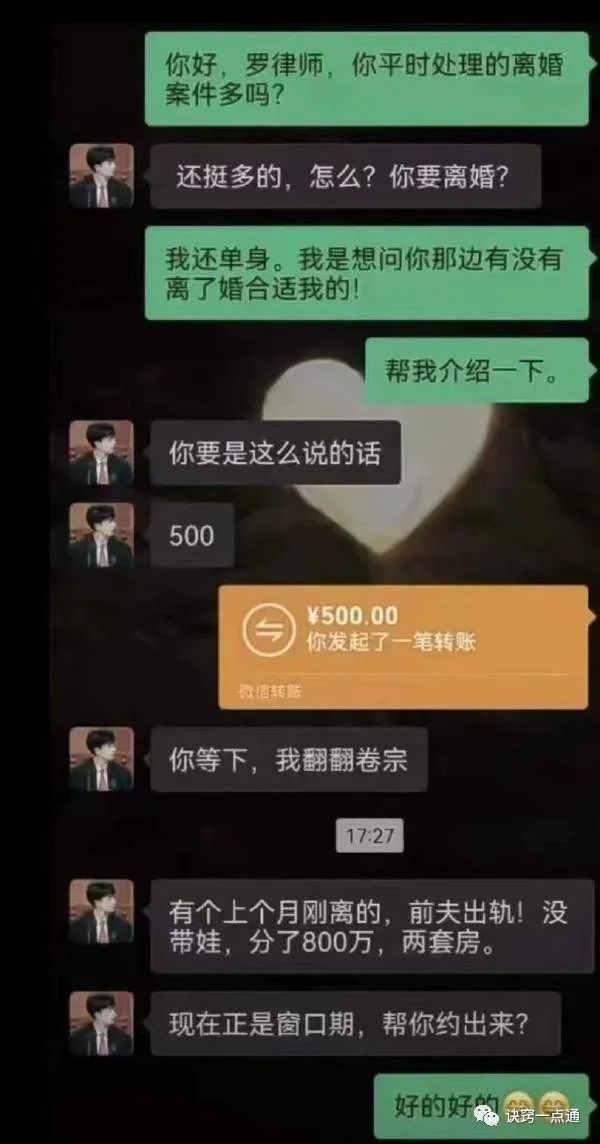 你好，罗律师，你平时处理的离婚
案件多吗？
还挺多的，怎么？你要离婚？
我还单身。我是想问你那边有没有
离了婚合适我的！
帮我介绍一下。
你要是这么说的话
500
¥500.00
你发起了一笔转账
微信转账
你等下，我翻翻卷宗
17:27
有个上个月刚离的，前夫出轨！没
带娃，分了800万，两套房。
现在正是窗口期，帮你约出来？
好的好的
诀窍一点通